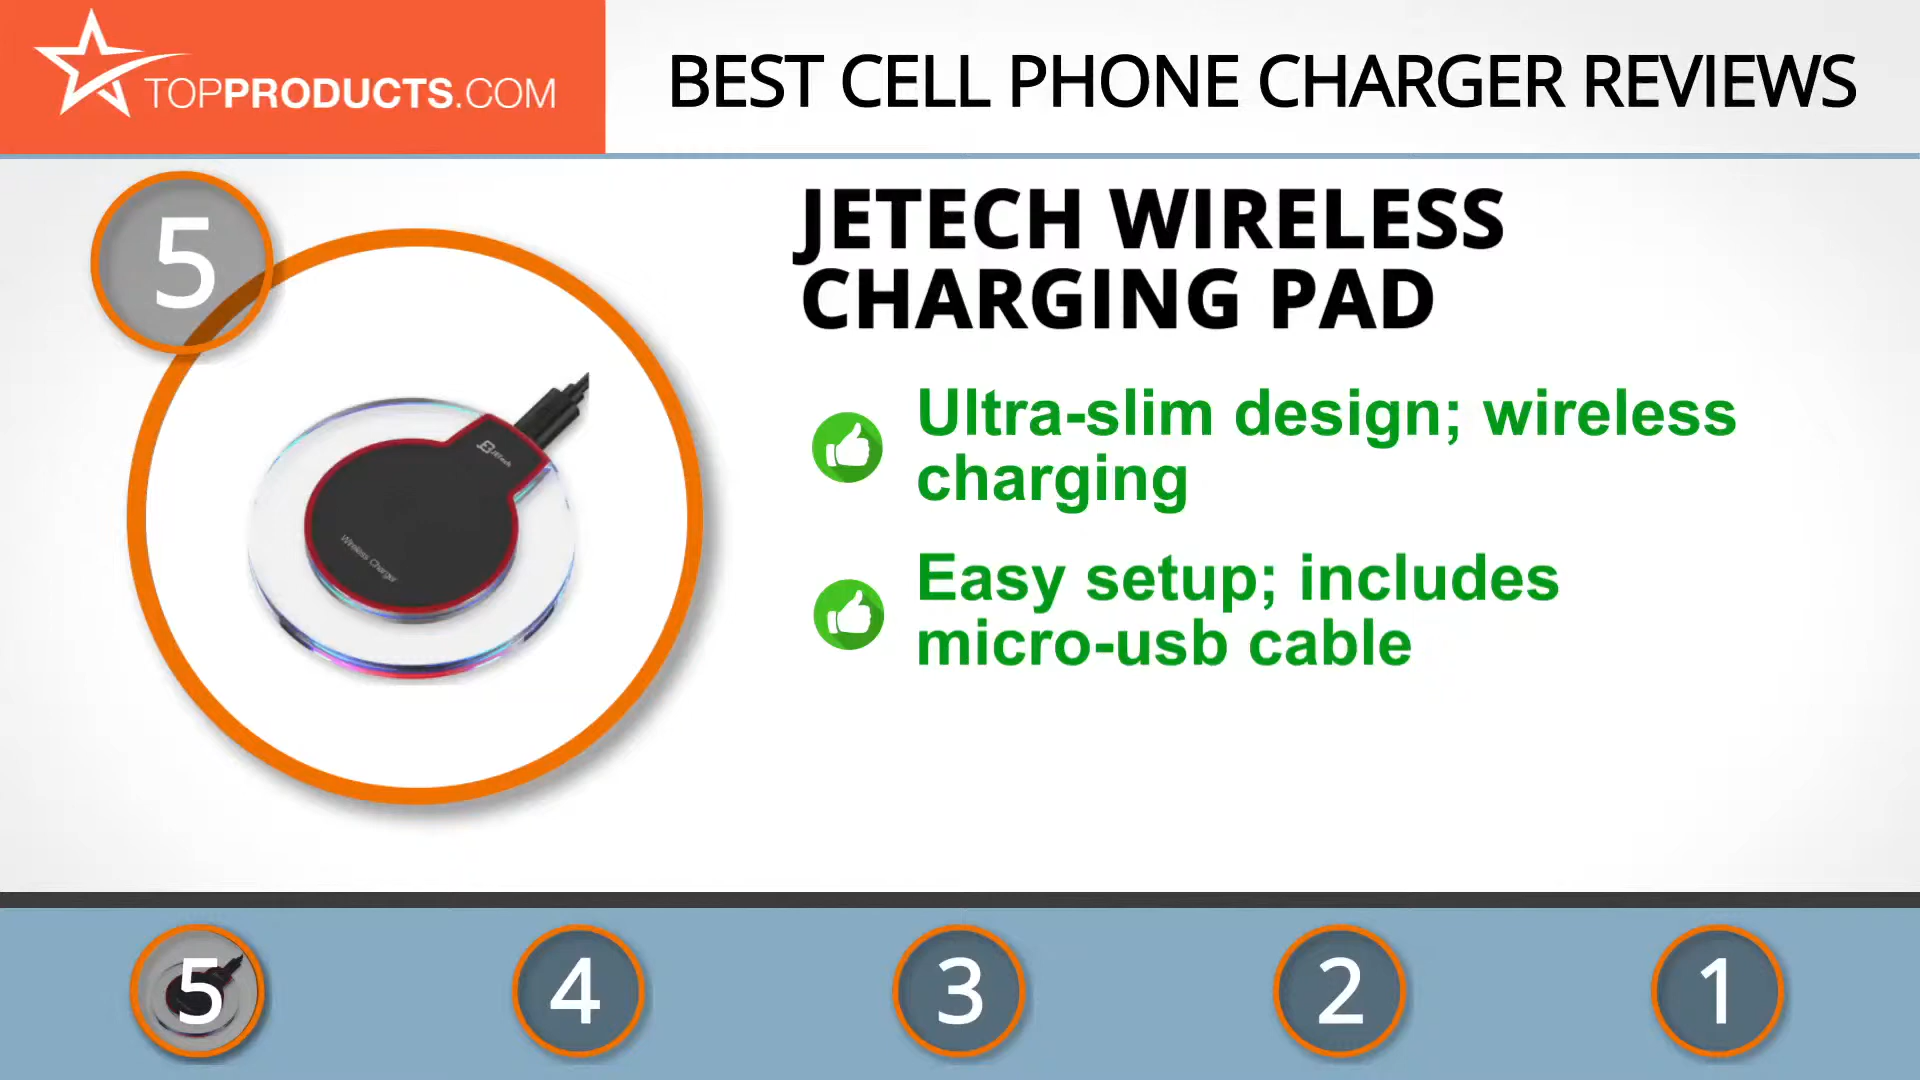 TOPPRODUCTS.COM
BEST CELL PHONE CHARGER REVIEWS
5
JETECH WIRELESS
CHARGING PAD
JETech
Wireless Charger
Ultra-slim design; wireless
charging
Easy setup; includes
micro-usb cable
5
4
3
2
1